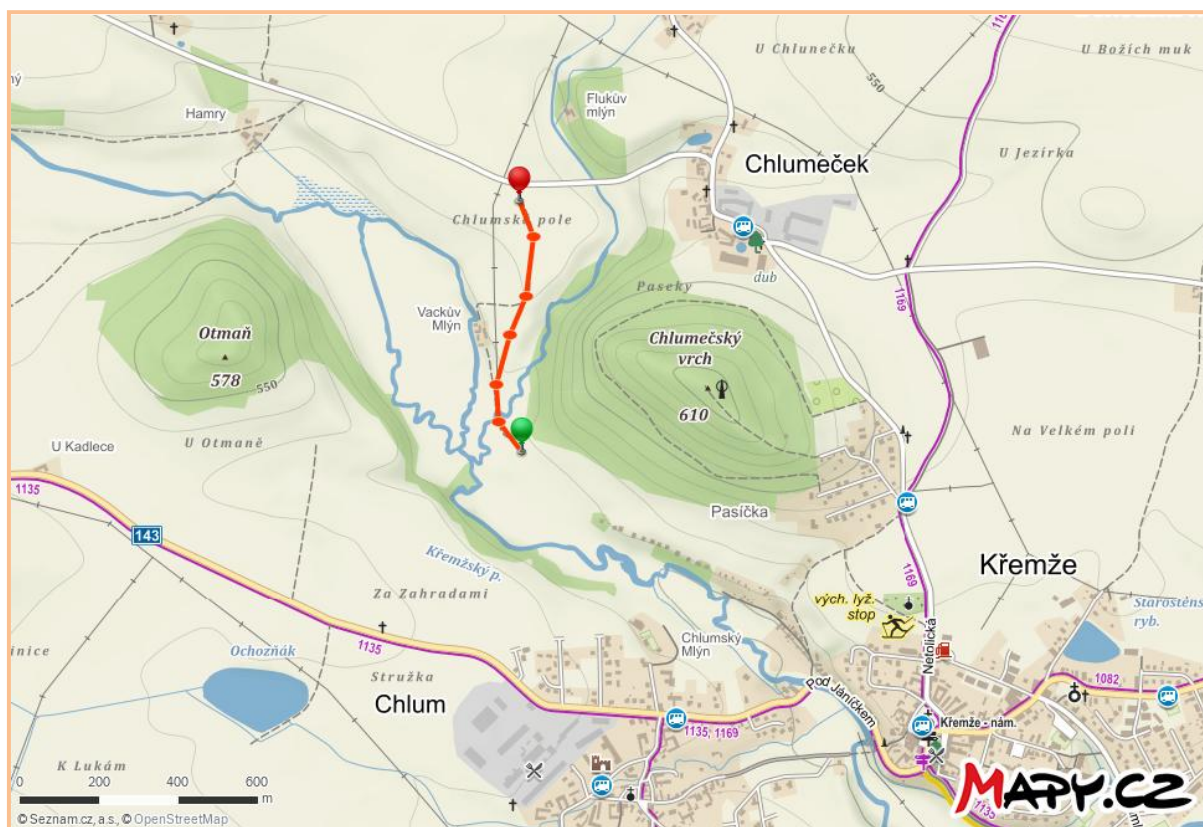 U Chlunečku
U Božích muk
550
Hamry
Flukův
mlýn
Chlumeček
U Jezírka
Chlumské pole
dub
Paseky
1169
Vackův
Mlýn
Otmaň
578
550
Chlumečský
vrch
610
U Otmaně
Na Velkém poli
U Kadlece
1135
143
Pasíčka
Křemžský p.
1169
Křemže
Za Zahradami
vých. lyž.
stop
Starostens
ryb.
Ochozňák
1135
Chlumský
Mlýn
Netolická
inice
Stružka
Chlum
Pod Janíčkem
1082
1135; 1169
Křemže - nám.
K Lukám
0 200 400 600
m
Mapy.cz
1135
© Seznam.cz, a.s., © OpenStreetMap